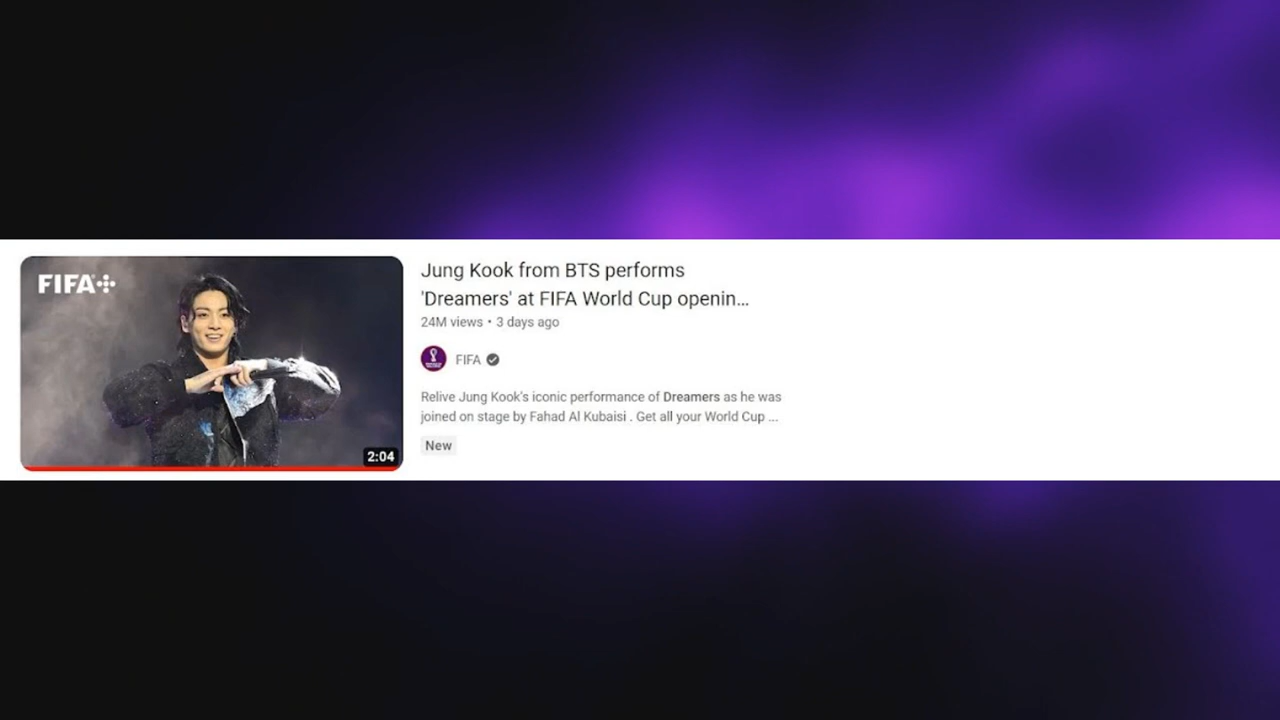 FIFA+
2:04
Jung Kook from BTS performs
'Dreamers' at FIFA World Cup openin...
24M views • 3 days ago
FIFA
Relive Jung Kook's iconic performance of Dreamers as he was
joined on stage by Fahad Al Kubaisi . Get all your World Cup ...
New